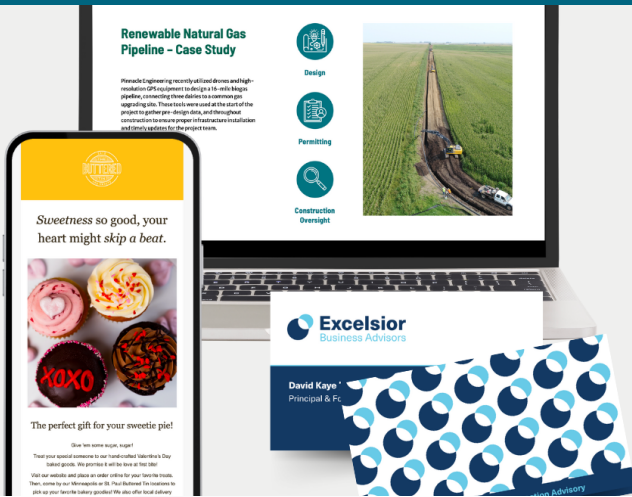 Renewable Natural Gas
Pipeline – Case Study
Pinnacle Engineering recently utilized drones and high-
resolution GPS equipment to design a 16-mile biogas
pipeline, connecting three dairies to a common gas
upgrading site. These tools were used at the start of the
project to gather pre-design data, and throughout
construction to ensure proper infrastructure installation
and timely updates for the project team.
Design
Permitting
Construction
Oversight
BUTTERED
Sweetness so good, your
heart might skip a beat.
XOXO
The perfect gift for your sweetie pie!
Give 'em some sugar, sugar!
Treat your special someone to our handcrafted Valentine's Day
baked goods. We promise it will be love at first bite!
Visit our website and place an order online for your favorite treats.
Then, come by our Minneapolis or St. Paul Buttered Tin locations to
pick up your favorite bakery goodies! We also offer local delivery
Excelsior
Business Advisors
David Kaye
Principal & Fo
tion Advisory